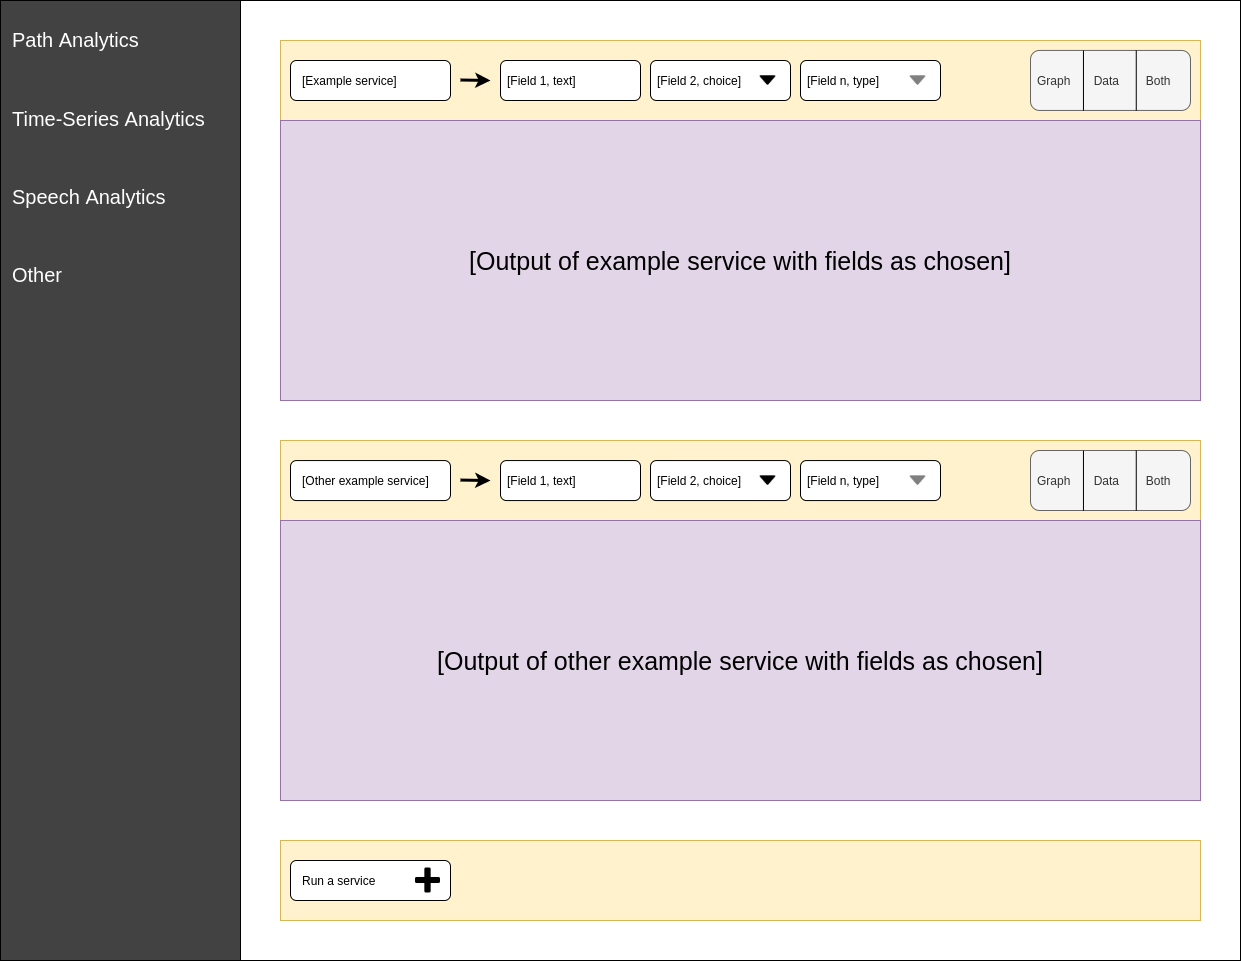 Path Analytics
Time-Series Analytics
Speech Analytics
Other
[Example service]
[Field 1, text]
[Field 2, choice]
[Field n, type]
Graph
Data
Both
[Output of example service with fields as chosen]
[Other example service]
[Field 1, text]
[Field 2, choice]
[Field n, type]
Graph
Data
Both
[Output of other example service with fields as chosen]
Run a service